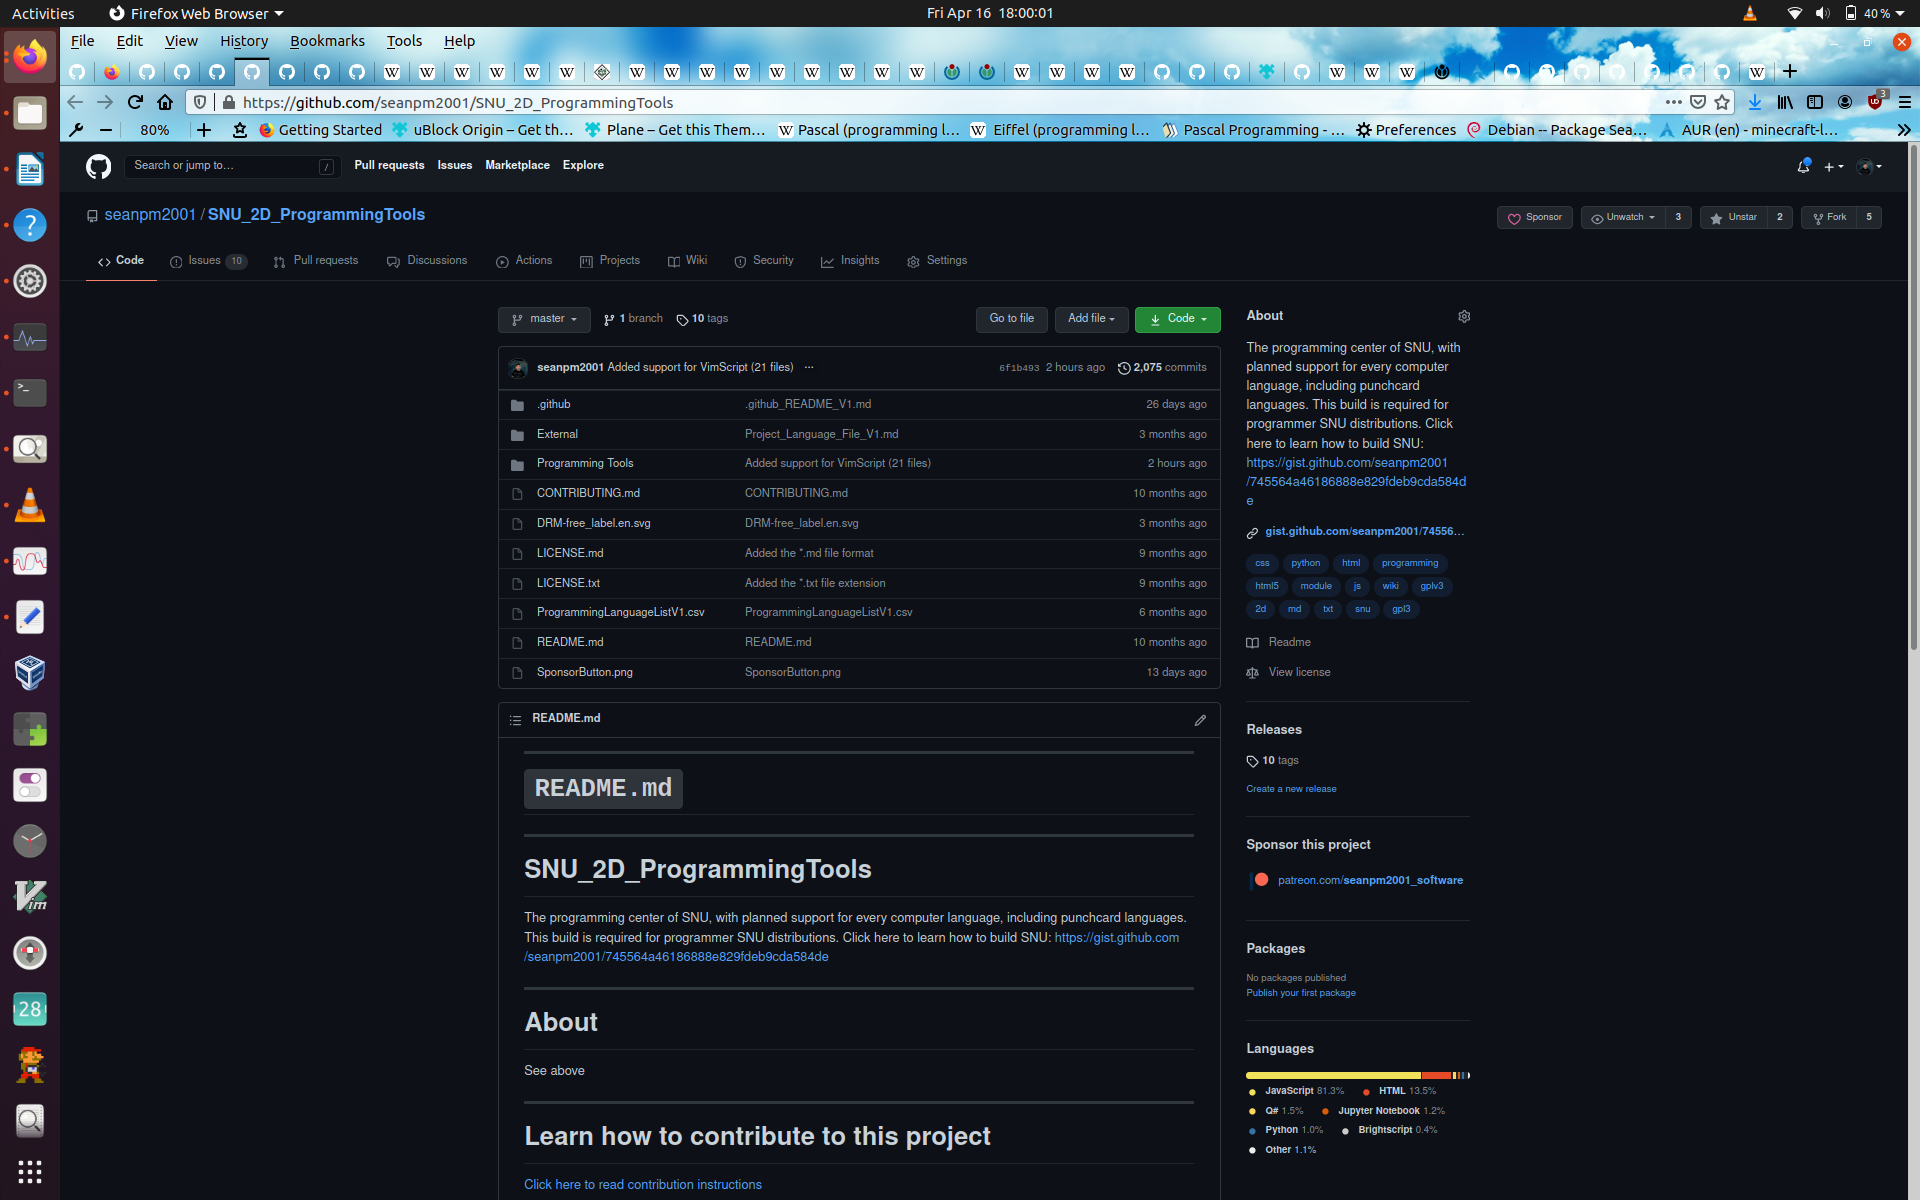 Activities Firefox Web Browser Fri Apr 16 18:00:01 40 %
File Edit View History Bookmarks Tools Help
https://github.com/seanpm2001/SNU_2D_ProgrammingTools 3
80% Getting Started uBlock Origin – Get th… Plane – Get this Them… Pascal (programming l… Eiffel (programming l… Pascal Programming - … Preferences Debian -- Package Sea… AUR (en) - minecraft-l…
Search or jump to… / Pull requests Issues Marketplace Explore
seanpm2001 / SNU_2D_ProgrammingTools Sponsor Unwatch 3 Unstar 2 Fork 5
Code Issues 10 Pull requests Discussions Actions Projects Wiki Security Insights Settings
master 1 branch 10 tags Go to file Add file Code
seanpm2001 Added support for VimScript (21 files) … 6f1b493 2 hours ago 2,075 commits
.github .github_README_V1.md 26 days ago
External Project_Language_File_V1.md 3 months ago
Programming Tools Added support for VimScript (21 files) 2 hours ago
CONTRIBUTING.md CONTRIBUTING.md 10 months ago
DRM-free_label.en.svg DRM-free_label.en.svg 3 months ago
LICENSE.md Added the *.md file format 9 months ago
LICENSE.txt Added the *.txt file extension 9 months ago
ProgrammingLanguageListV1.csv ProgrammingLanguageListV1.csv 6 months ago
README.md README.md 10 months ago
SponsorButton.png SponsorButton.png 13 days ago
README.md
README.md
SNU_2D_ProgrammingTools
The programming center of SNU, with planned support for every computer language, including punchcard languages.
This build is required for programmer SNU distributions. Click here to learn how to build SNU: https://gist.github.com
/seanpm2001/745564a46186888e829fdeb9cda584de
About
See above
Learn how to contribute to this project
Click here to read contribution instructions
About
The programming center of SNU, with
planned support for every computer
language, including punchcard
languages. This build is required for
programmer SNU distributions. Click
here to learn how to build SNU:
https://gist.github.com/seanpm2001
/745564a46186888e829fdeb9cda584d
e
gist.github.com/seanpm2001/74556…
css python html programming
html5 module js wiki gplv3
2d md txt snu gpl3
Readme
View license
Releases
10 tags
Create a new release
Sponsor this project
patreon.com/seanpm2001_software
Packages
No packages published
Publish your first package
Languages
JavaScript 81.3% HTML 13.5%
Q# 1.5% Jupyter Notebook 1.2%
Python 1.0% Brightscript 0.4%
Other 1.1%
28